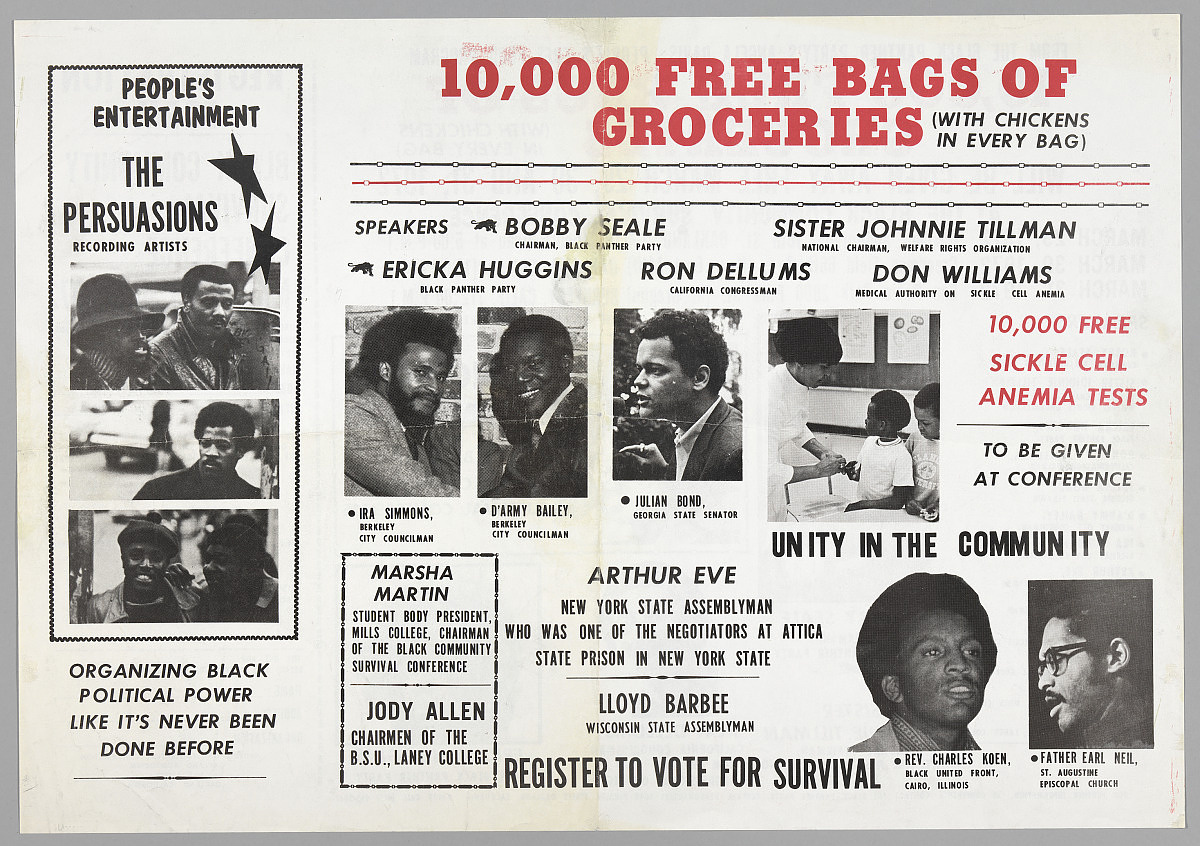 PEOPLE'S
ENTERTAINMENT
THE
PERSUASIONS
RECORDING ARTISTS
ORGANIZING BLACK
POLITICAL POWER
LIKE IT'S NEVER BEEN
DONE BEFORE
10,000 FREE BAGS OF
GROCERIES (WITH CHICKENS
IN EVERY BAG)
SPEAKERS BOBBY SEALE
CHAIRMAN, BLACK PANTHER PARTY
SISTER JOHNNIE TILLMAN
NATIONAL CHAIRMAN, WELFARE RIGHTS ORGANIZATION
ERICKA HUGGINS
BLACK PANTHER PARTY
RON DELLUMS
CALIFORNIA CONGRESSMAN
DON WILLIAMS
MEDICAL AUTHORITY ON SICKLE CELL ANEMIA
● IRA SIMMONS,
BERKELEY
CITY COUNCILMAN
● D'ARMY BAILEY,
BERKELEY
CITY COUNCILMAN
● JULIAN BOND,
GEORGIA STATE SENATOR
10,000 FREE
SICKLE CELL
ANEMIA TESTS
TO BE GIVEN
AT CONFERENCE
UNITY IN THE COMMUNITY
MARSHA
MARTIN
STUDENT BODY PRESIDENT,
MILLS COLLEGE, CHAIRMAN
OF THE BLACK COMMUNITY
SURVIVAL CONFERENCE
JODY ALLEN
CHAIRMEN OF THE
B.S.U., LANEY COLLEGE
ARTHUR EVE
NEW YORK STATE ASSEMBLYMAN
WHO WAS ONE OF THE NEGOTIATORS AT ATTICA
STATE PRISON IN NEW YORK STATE
LLOYD BARBEE
WISCONSIN STATE ASSEMBLYMAN
REGISTER TO VOTE FOR SURVIVAL
● REV. CHARLES KOEN,
BLACK UNITED FRONT,
CAIRO, ILLINOIS
● FATHER EARL NEIL,
ST. AUGUSTINE
EPISCOPAL CHURCH